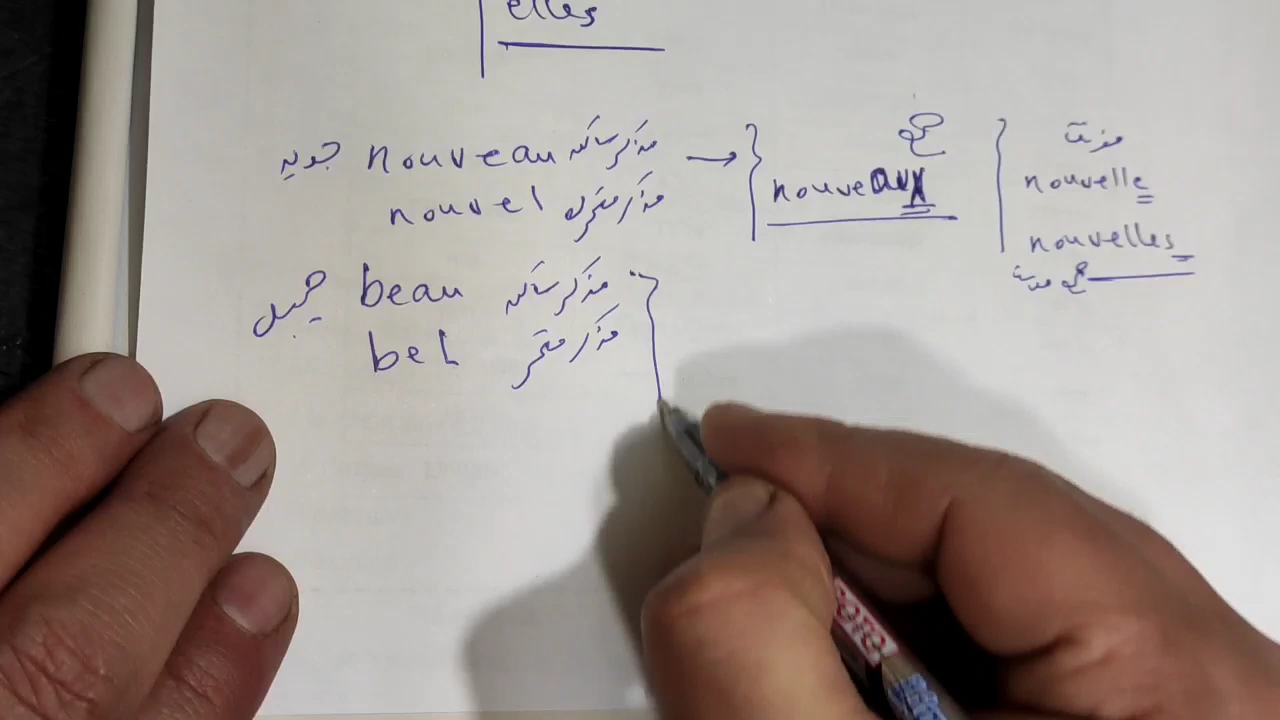 elles
جديد nouveau مذكر ساكن → nouveaux جمع
nouvel مذكر متحرك
مؤنث
nouvelle
nouvelles
جمع مؤنث
جميل beau مذكر ساكن
bel مذكر متحر